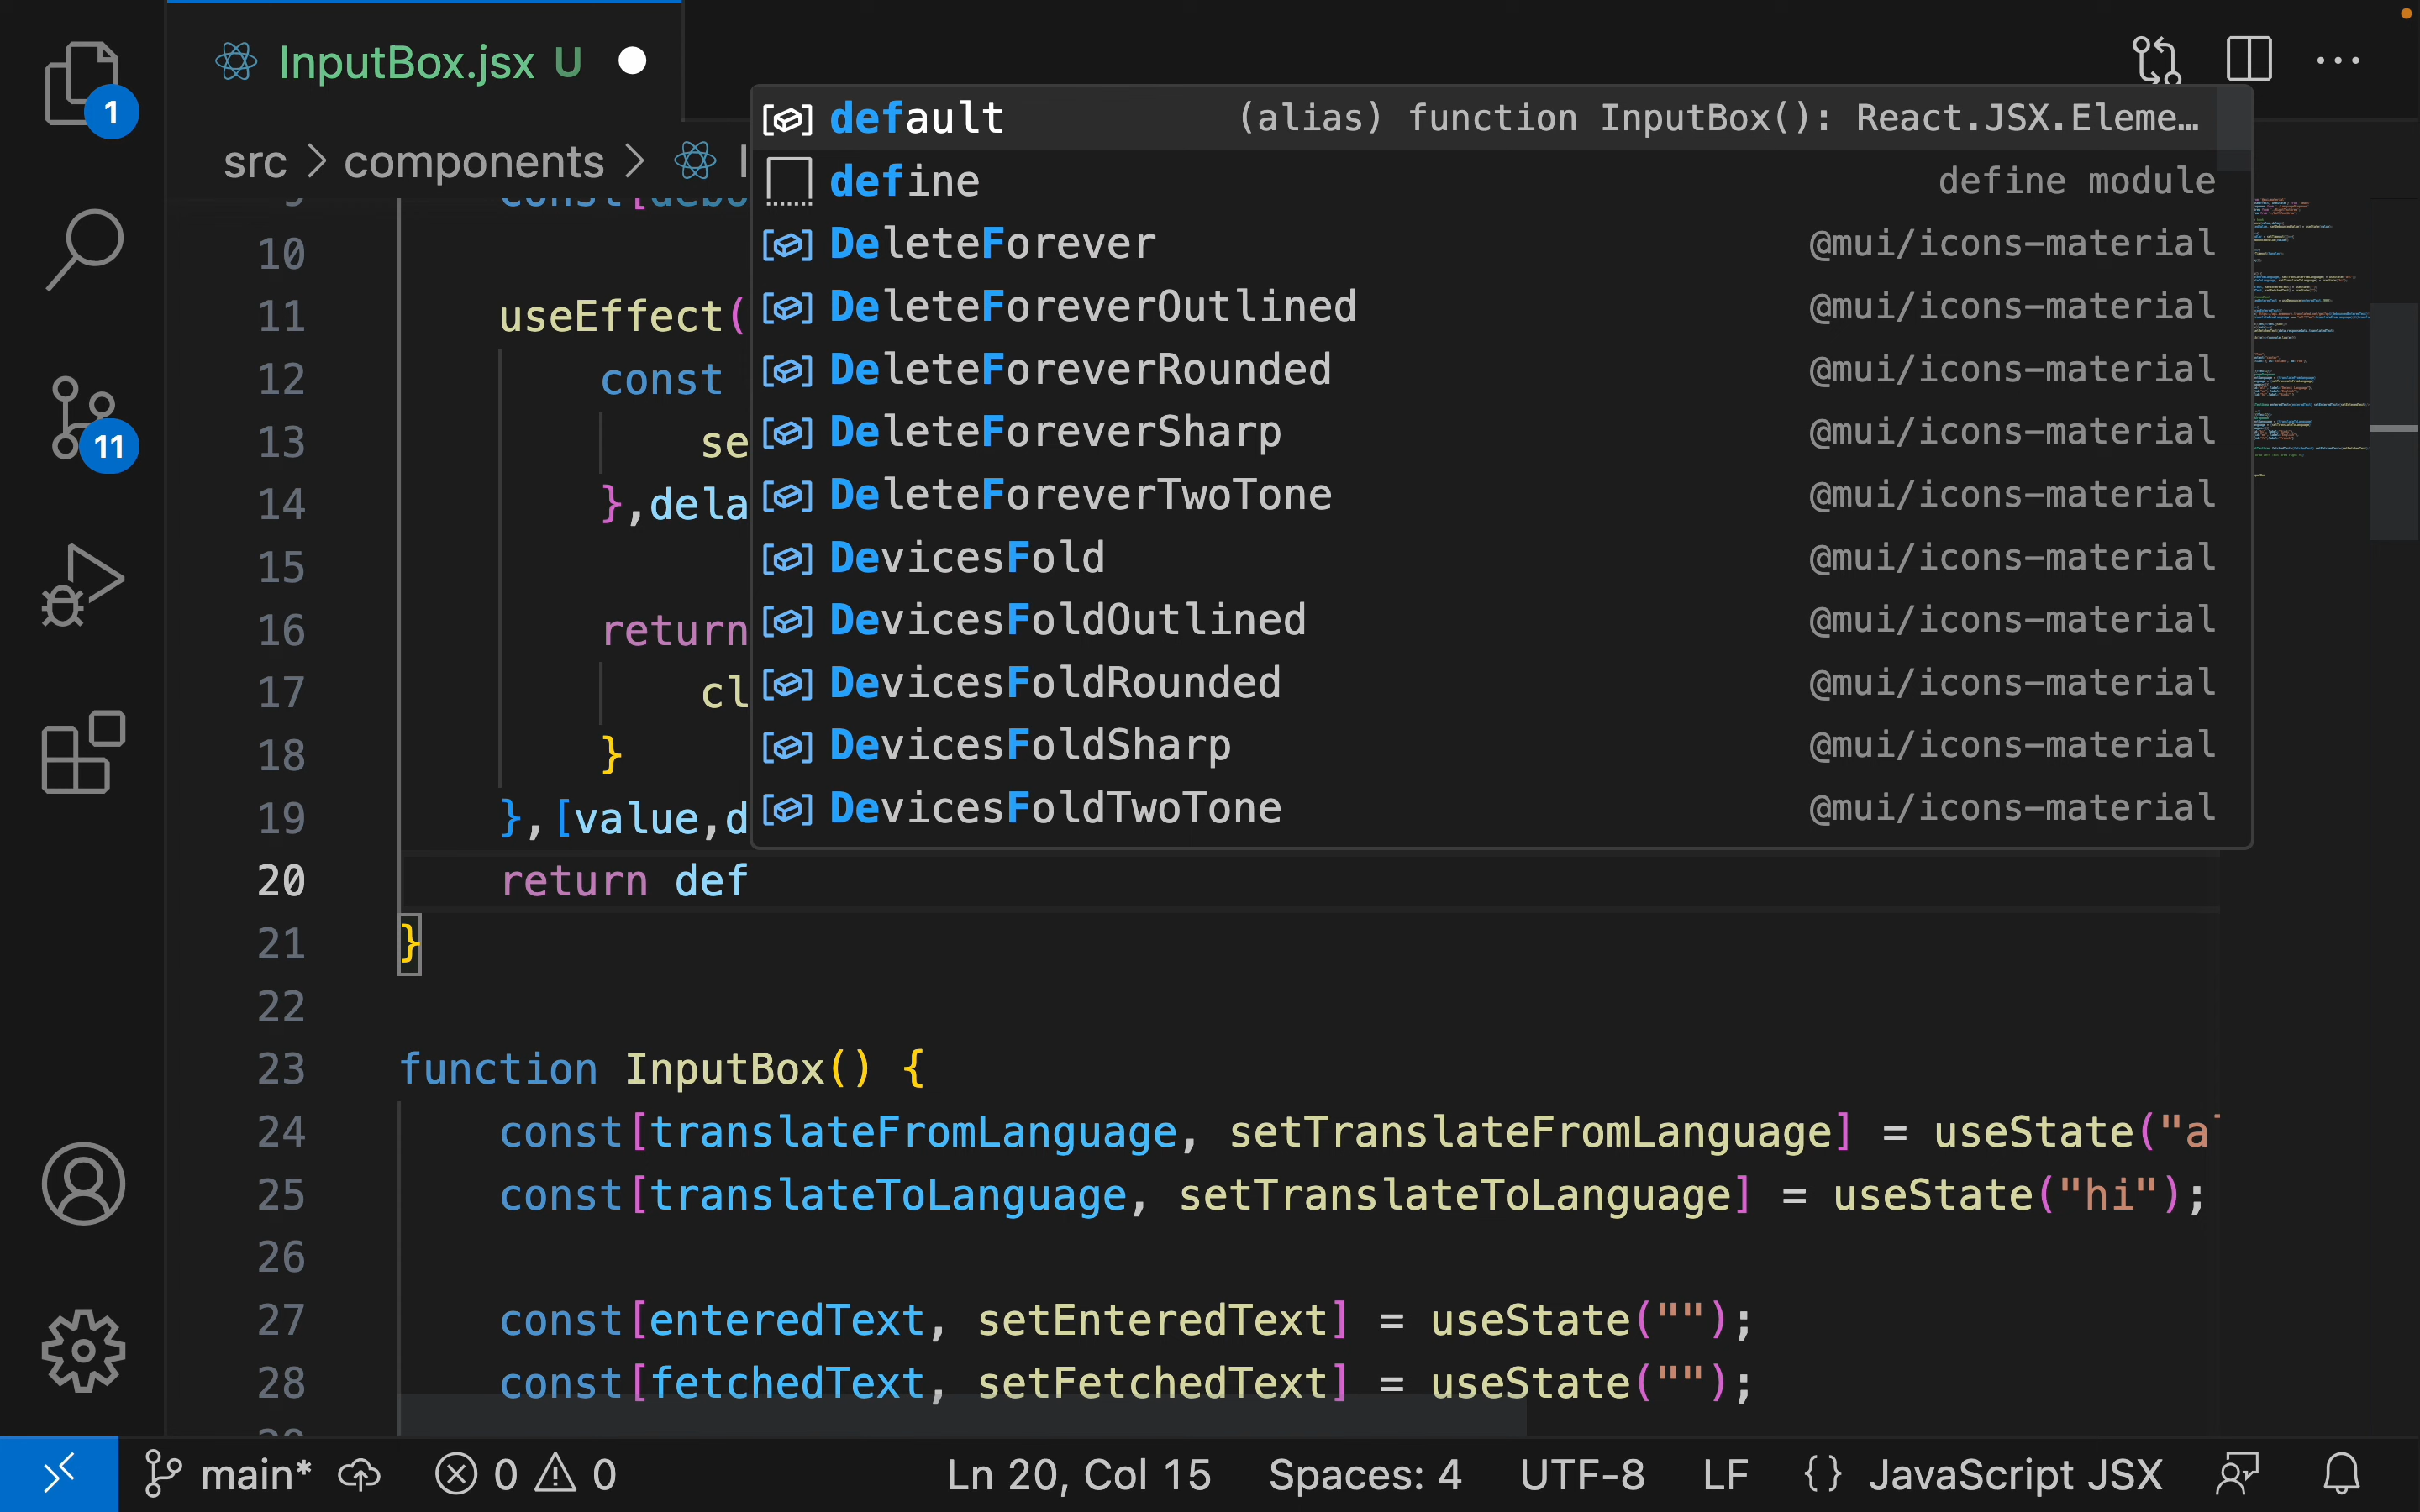 InputBox.jsx U
1
src > components >
default (alias) function InputBox(): React.JSX.Eleme…
define define module
DeleteForever @mui/icons-material
DeleteForeverOutlined @mui/icons-material
DeleteForeverRounded @mui/icons-material
DeleteForeverSharp @mui/icons-material
DeleteForeverTwoTone @mui/icons-material
DevicesFold @mui/icons-material
DevicesFoldOutlined @mui/icons-material
DevicesFoldRounded @mui/icons-material
DevicesFoldSharp @mui/icons-material
DevicesFoldTwoTone @mui/icons-material
11
10
11 useEffect(
12 const
13 se
14 },dela
15
16 return
17 cl
18 }
19 },[value,d
20 return def
21 }
22
23 function InputBox() {
24 const[translateFromLanguage, setTranslateFromLanguage] = useState("a
25 const[translateToLanguage, setTranslateToLanguage] = useState("hi");
26
27 const[enteredText, setEnteredText] = useState("");
28 const[fetchedText, setFetchedText] = useState("");
main* 0 0 Ln 20, Col 15 Spaces: 4 UTF-8 LF {} JavaScript JSX